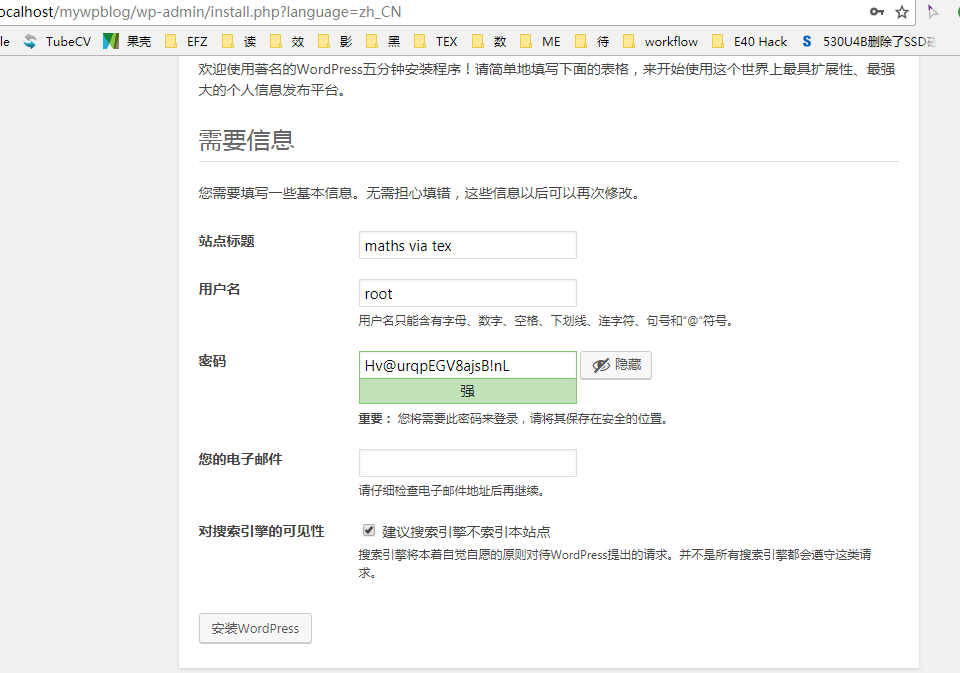 ocalhost/mywpblog/wp-admin/install.php?language=zh_CN
le TubeCV 果壳 EFZ 读 效 影 黑 TEX 数 ME 待 workflow E40 Hack 530U4B删除了SSD
欢迎使用著名的WordPress五分钟安装程序！请简单地填写下面的表格，来开始使用这个世界上最具扩展性、最强
大的个人信息发布平台。
需要信息
您需要填写一些基本信息。无需担心填错，这些信息以后可以再次修改。
站点标题 maths via tex
用户名 root
用户名只能含有字母、数字、空格、下划线、连字符、句号和“@”符号。
密码 Hv@urqpEGV8ajsB!nL 隐藏
强
重要： 您将需要此密码来登录，请将其保存在安全的位置。
您的电子邮件
请仔细检查电子邮件地址后再继续。
对搜索引擎的可见性 建议搜索引擎不索引本站点
搜索引擎将本着自觉自愿的原则对待WordPress提出的请求。并不是所有搜索引擎都会遵守这类请
求。
安装WordPress